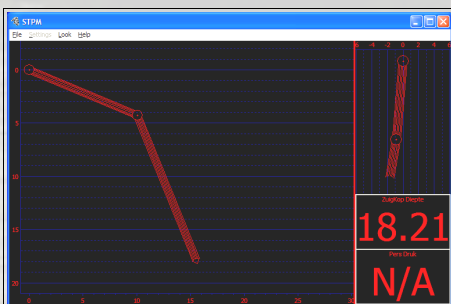 STPM
File Settings Look Help
-6 -4 -2 0 2 4 6
0
5
10
15
20
0 5 10 15 20 25 30
ZuigKop Diepte
18.21
Pers Druk
N/A